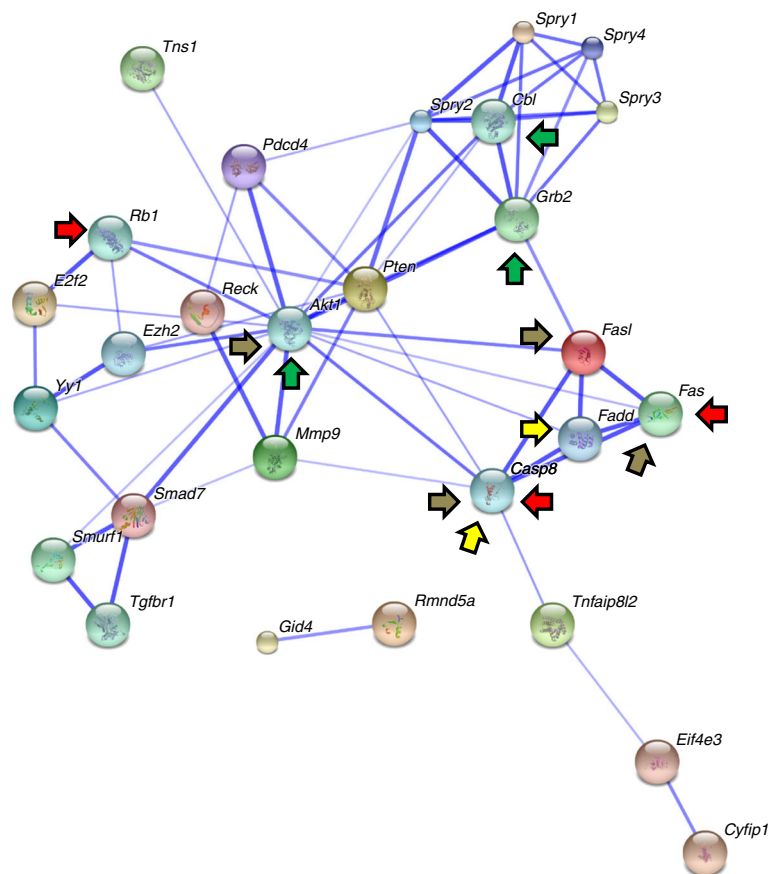 Spry1
Spry4
Tns1
Cbl
Spry3
Spry2
Pdcd4
Grb2
Rb1
Pten
E2f2
Reck
Akt1
Ezh2
Fasl
Yy1
Fas
Fadd
Mmp9
Casp8
Smad7
Smurf1
Tgfbr1
Rmnd5a
Tnfaip8l2
Gid4
Eif4e3
Cyfip1